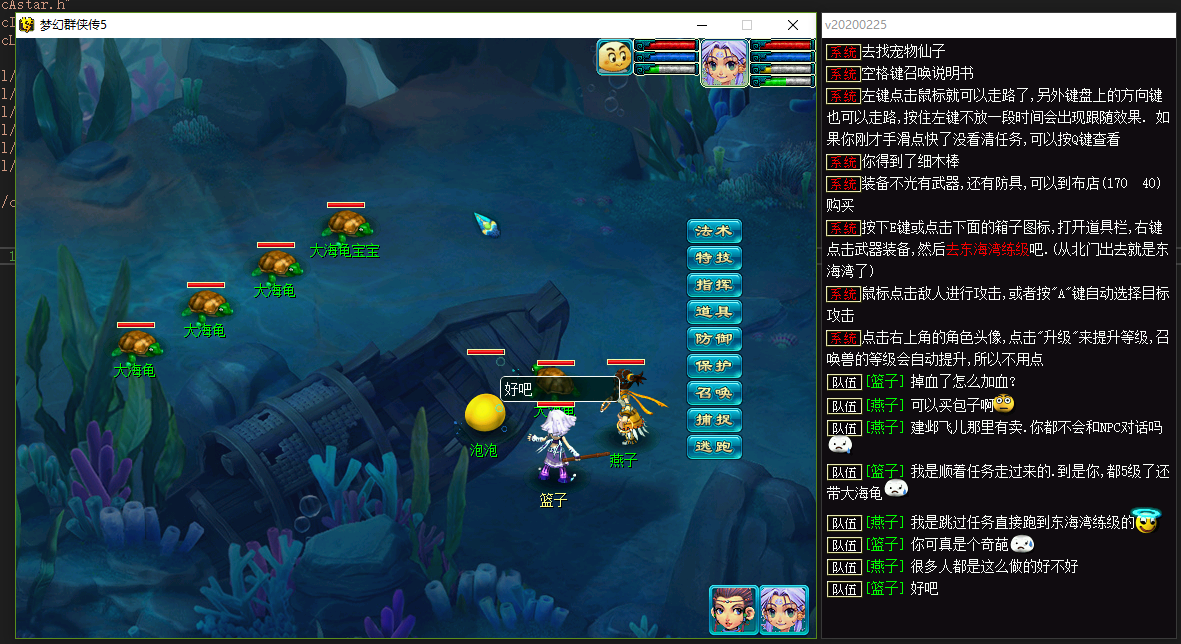 cAstar.h"
cI
cL
l/
l/
l/
l/
l/
l/
/c
1
梦幻群侠传5
大海龟宝宝
大海龟
大海龟
大海龟
好吧
大海龟
泡泡
燕子
篮子
法术
特技
指挥
道具
防御
保护
召唤
捕捉
逃跑
v20200225
系统 去找宠物仙子
系统 空格键召唤说明书
系统 左键点击鼠标就可以走路了,另外键盘上的方向键
也可以走路,按住左键不放一段时间会出现跟随效果. 如
果你刚才手滑点快了没看清任务,可以按Q键查看
系统 你得到了细木棒
系统 装备不光有武器,还有防具,可以到布店(170 40)
购买
系统 按下E键或点击下面的箱子图标,打开道具栏,右键
点击武器装备,然后去东海湾练级吧.(从北门出去就是东
海湾了)
系统 鼠标点击敌人进行攻击,或者按"A"键自动选择目标
攻击
系统 点击右上角的角色头像,点击"升级"来提升等级,召
唤兽的等级会自动提升,所以不用点
队伍 [篮子] 掉血了怎么加血?
队伍 [燕子] 可以买包子啊
队伍 [燕子] 建邺飞儿那里有卖.你都不会和NPC对话吗
队伍 [篮子] 我是顺着任务走过来的.到是你,都5级了还
带大海龟
队伍 [燕子] 我是跳过任务直接跑到东海湾练级的
队伍 [篮子] 你可真是个奇葩
队伍 [燕子] 很多人都是这么做的好不好
队伍 [篮子] 好吧